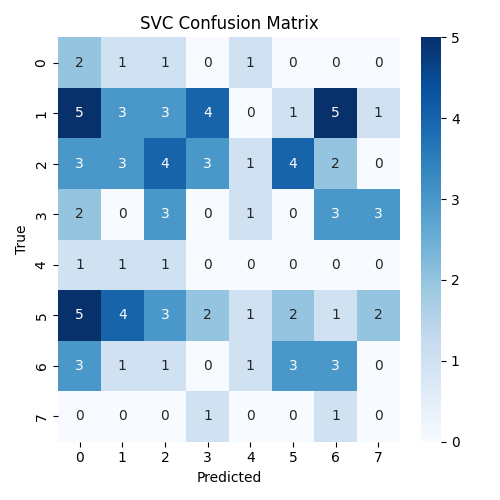 SVC Confusion Matrix
0 2 1 1 0 1 0 0 0
1 5 3 3 4 0 1 5 1
2 3 3 4 3 1 4 2 0
3 2 0 3 0 1 0 3 3
4 1 1 1 0 0 0 0 0
5 5 4 3 2 1 2 1 2
6 3 1 1 0 1 3 3 0
7 0 0 0 1 0 0 1 0
0 1 2 3 4 5 6 7
True
Predicted
5
4
3
2
1
0